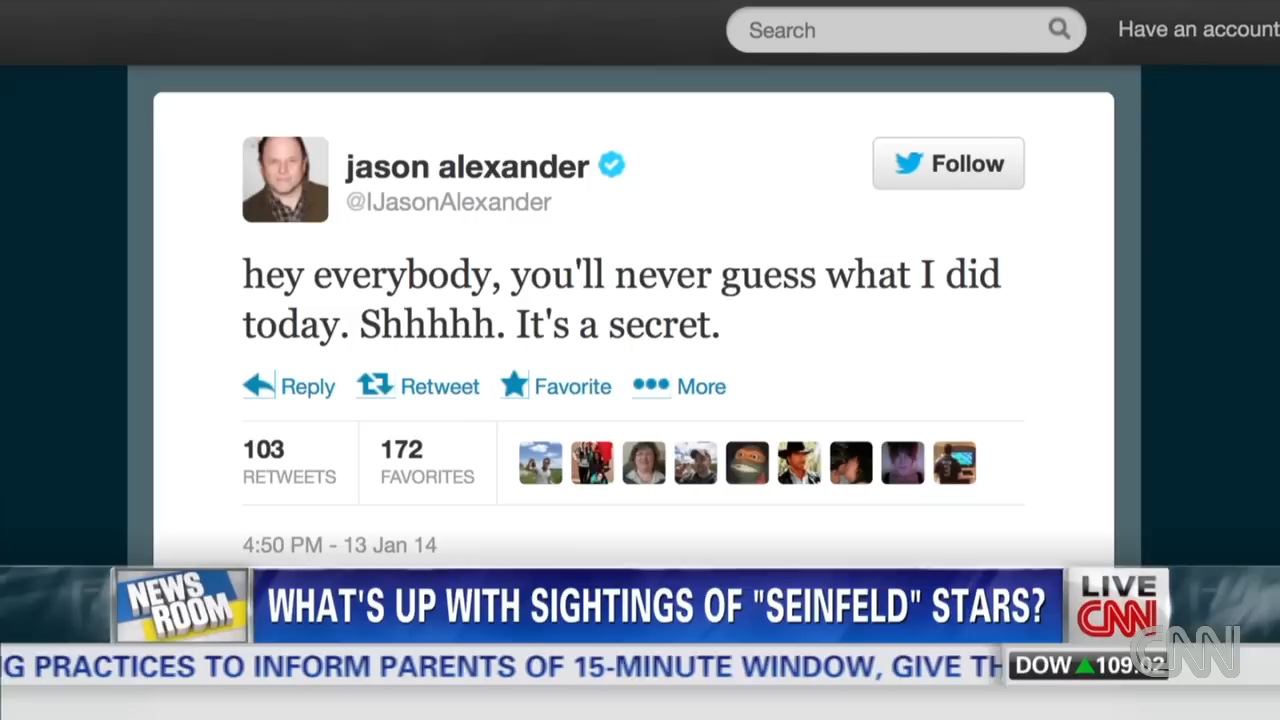 Search
Have an account
jason alexander
@IJasonAlexander
Follow
hey everybody, you'll never guess what I did
today. Shhhhh. It's a secret.
Reply Retweet Favorite More
103 172
RETWEETS FAVORITES
4:50 PM - 13 Jan 14
NEWS
ROOM
WHAT'S UP WITH SIGHTINGS OF "SEINFELD" STARS?
LIVE
CNN
G PRACTICES TO INFORM PARENTS OF 15-MINUTE WINDOW, GIVE TH
DOW ▲109.02
CNN